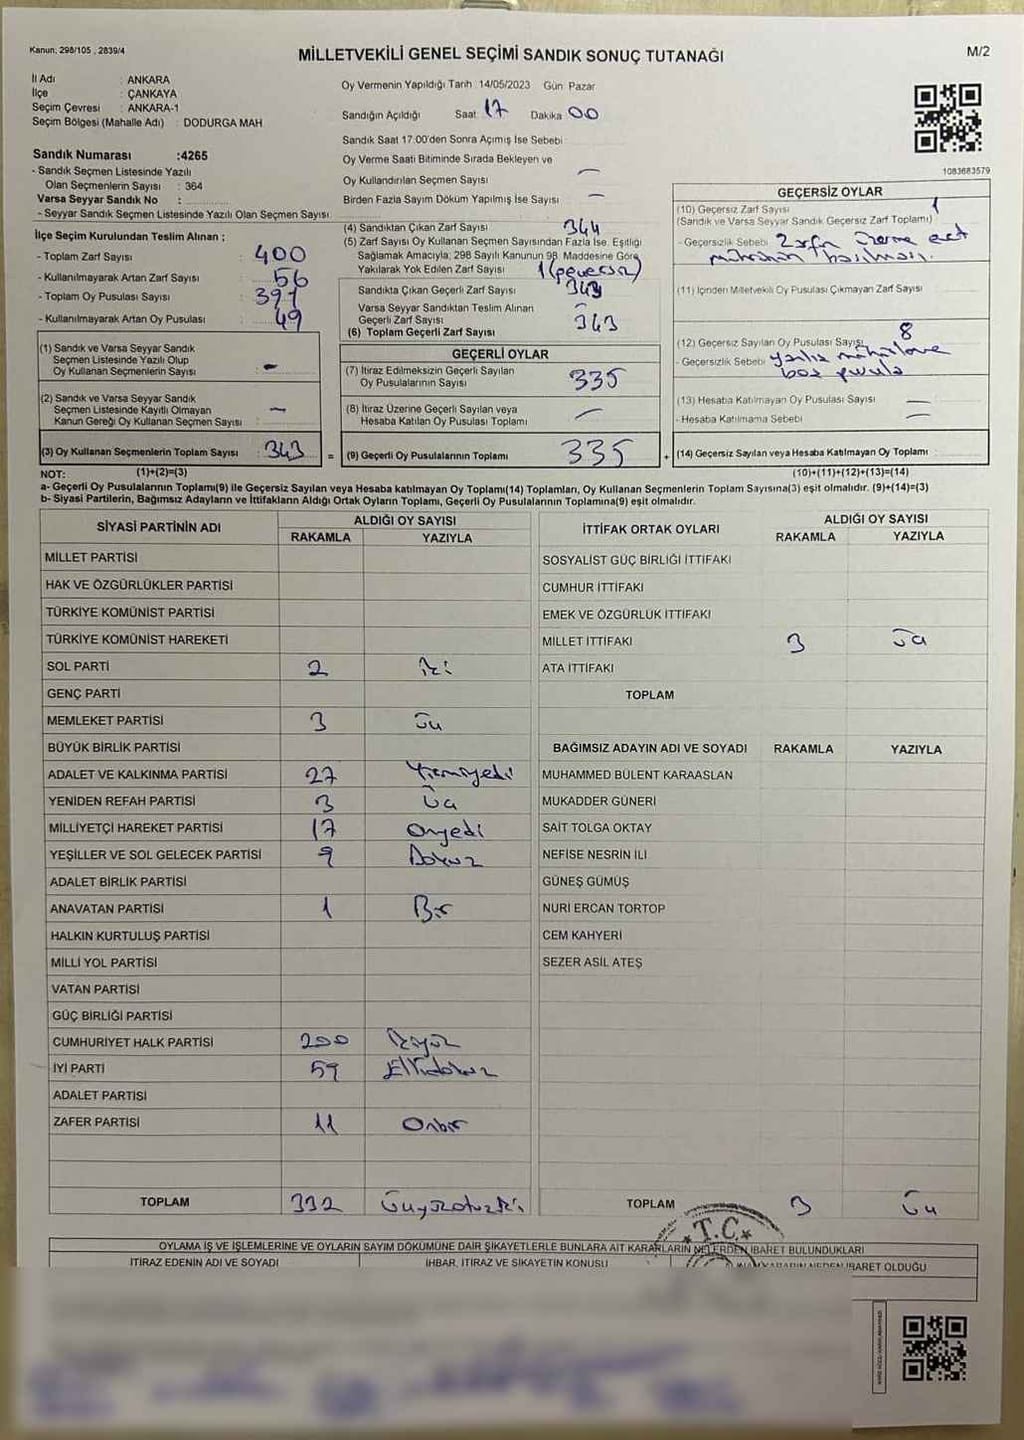 Kanun: 298/105 , 2839/4
MİLLETVEKİLİ GENEL SEÇİMİ SANDIK SONUÇ TUTANAĞI
M/2
İl Adı : ANKARA
İlçe : ÇANKAYA
Seçim Çevresi : ANKARA-1
Seçim Bölgesi (Mahalle Adı) : DODURGA MAH.
Oy Vermenin Yapıldığı Tarih :14/05/2023 Gün: Pazar
Sandığın Açıldığı Saat: 17 Dakika 00
Sandık Saat 17:00'den Sonra Açımış İse Sebebi :
Oy Verme Saati Bitiminde Sırada Bekleyen ve
Oy Kullandırılan Seçmen Sayısı —
Birden Fazla Sayım Döküm Yapılmış İse Sayısı —
Sandık Numarası :4265
- Sandık Seçmen Listesinde Yazılı
Olan Seçmenlerin Sayısı : 364
Varsa Seyyar Sandık No :
- Seyyar Sandık Seçmen Listesinde Yazılı Olan Seçmen Sayısı:
1083683579
İlçe Seçim Kurulundan Teslim Alınan ;
- Toplam Zarf Sayısı : 400
- Kullanılmayarak Artan Zarf Sayısı : 56
- Toplam Oy Pusulası Sayısı : 391
- Kullanılmayarak Artan Oy Pusulası : 49
(1) Sandık ve Varsa Seyyar Sandık
Seçmen Listesinde Yazılı Olup
Oy Kullanan Seçmenlerin Sayısı : -
(2) Sandık ve Varsa Seyyar Sandık
Seçmen Listesinde Kayıtlı Olmayan
Kanun Gereği Oy Kullanan Seçmen Sayısı : —
(3) Oy Kullanan Seçmenlerin Toplam Sayısı : 343
(4) Sandıktan Çıkan Zarf Sayısı : 344
(5) Zarf Sayısı Oy Kullanan Seçmen Sayısından Fazla İse, Eşitliği
Sağlamak Amacıyla, 298 Sayılı Kanunun 98. Maddesine Göre
Yakılarak Yok Edilen Zarf Sayısı : 1 (geçersiz)
Sandıkta Çıkan Geçerli Zarf Sayısı : 343
Varsa Seyyar Sandıktan Teslim Alınan
Geçerli Zarf Sayısı : —
(6) Toplam Geçerli Zarf Sayısı 343
GEÇERLİ OYLAR
(7) İtiraz Edilmeksizin Geçerli Sayılan
Oy Pusulalarının Sayısı 335
(8) İtiraz Üzerine Geçerli Sayılan veya
Hesaba Katılan Oy Pusulası Toplamı —
= (9) Geçerli Oy Pusulalarının Toplamı 335
GEÇERSİZ OYLAR
(10) Geçersiz Zarf Sayısı 1
(Sandık ve Varsa Seyyar Sandık Geçersiz Zarf Toplamı)
- Geçersizlik Sebebi : Zarfın üzerine evet
mührünün basılması.
(11) İçinden Milletvekili Oy Pusulası Çıkmayan Zarf Sayısı :
(12) Geçersiz Sayılan Oy Pusulası Sayısı 8
- Geçersizlik Sebebi : yanlış mühürleme
boş pusula
(13) Hesaba Katılmayan Oy Pusulası Sayısı : —
- Hesaba Katılmama Sebebi : —
+ (14) Geçersiz Sayılan veya Hesaba Katılmayan Oy Toplamı :
NOT: (1)+(2)=(3)
(10)+(11)+(12)+(13)=(14)
a- Geçerli Oy Pusulalarının Toplamı(9) ile Geçersiz Sayılan veya Hesaba katılmayan Oy Toplamı(14) Toplamları, Oy Kullanan Seçmenlerin Toplam Sayısına(3) eşit olmalıdır. (9)+(14)=(3)
b- Siyasi Partilerin, Bağımsız Adayların ve İttifakların Aldığı Ortak Oyların Toplamı, Geçerli Oy Pusulalarının Toplamına(9) eşit olmalıdır.
SİYASİ PARTİNİN ADI ALDIĞI OY SAYISI
RAKAMLA YAZIYLA
MİLLET PARTİSİ
HAK VE ÖZGÜRLÜKLER PARTİSİ
TÜRKİYE KOMÜNİST PARTİSİ
TÜRKİYE KOMÜNİST HAREKETİ
SOL PARTİ 2 iki
GENÇ PARTİ
MEMLEKET PARTİSİ 3 üç
BÜYÜK BİRLİK PARTİSİ
ADALET VE KALKINMA PARTİSİ 27 Yirmiyedi
YENİDEN REFAH PARTİSİ 3 Üç
MİLLİYETÇİ HAREKET PARTİSİ 17 Onyedi
YEŞİLLER VE SOL GELECEK PARTİSİ 9 Dokuz
ADALET BİRLİK PARTİSİ
ANAVATAN PARTİSİ 1 Bir
HALKIN KURTULUŞ PARTİSİ
MİLLİ YOL PARTİSİ
VATAN PARTİSİ
GÜÇ BİRLİĞİ PARTİSİ
CUMHURİYET HALK PARTİSİ 200 İkiyüz
İYİ PARTİ 59 Ellidokuz
ADALET PARTİSİ
ZAFER PARTİSİ 11 Onbir
TOPLAM 332 Üçyüzotuziki
İTTİFAK ORTAK OYLARI ALDIĞI OY SAYISI
RAKAMLA YAZIYLA
SOSYALİST GÜÇ BİRLİĞİ İTTİFAKI
CUMHUR İTTİFAKI
EMEK VE ÖZGÜRLÜK İTTİFAKI
MİLLET İTTİFAKI 3 üç
ATA İTTİFAKI
TOPLAM
BAĞIMSIZ ADAYIN ADI VE SOYADI RAKAMLA YAZIYLA
MUHAMMED BÜLENT KARAASLAN
MUKADDER GÜNERİ
SAİT TOLGA OKTAY
NEFİSE NESRİN İLİ
GÜNEŞ GÜMÜŞ
NURİ ERCAN TORTOP
CEM KAHYERİ
SEZER ASİL ATEŞ
TOPLAM 3 üç
T.C.
OYLAMA İŞ VE İŞLEMLERİNE VE OYLARIN SAYIM DÖKÜMÜNE DAİR ŞİKAYETLERLE BUNLARA AİT KARARLARIN NELERDEN İBARET BULUNDUKLARI
İTİRAZ EDENİN ADI VE SOYADI İHBAR, İTİRAZ VE ŞİKAYETİN KONUSU İBARET OLDUĞU